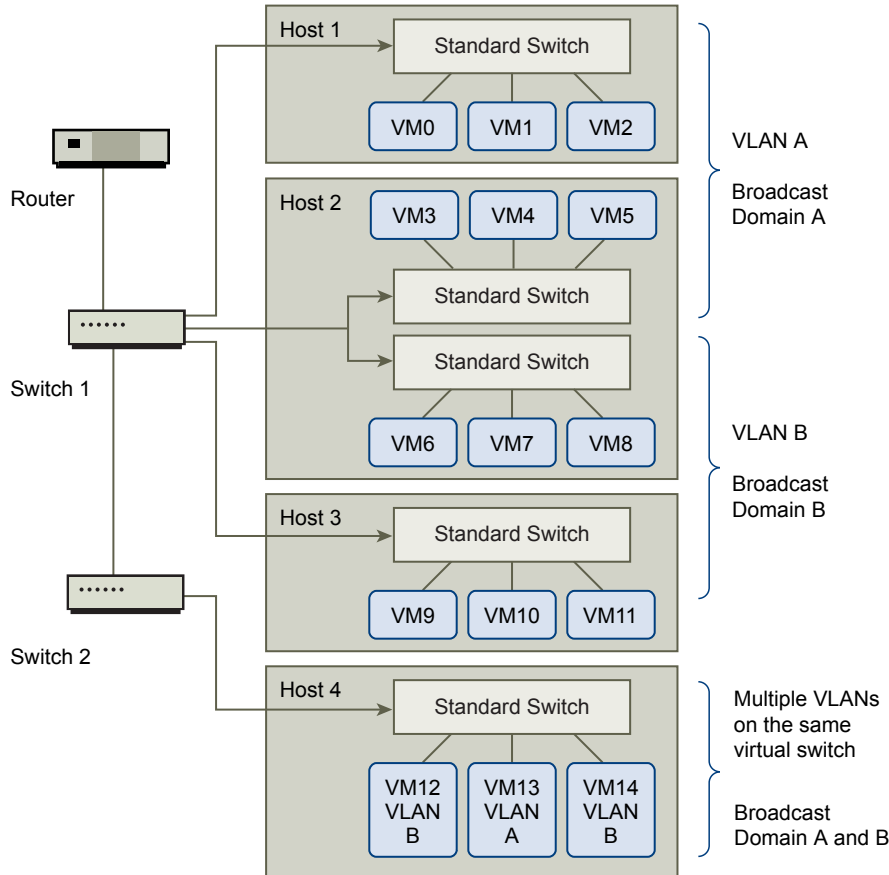 Host 1
Standard Switch
VM0
VM1
VM2
VLAN A
Broadcast
Domain A
Router
Host 2
VM3
VM4
VM5
Standard Switch
Standard Switch
VM6
VM7
VM8
Switch 1
VLAN B
Broadcast
Domain B
Host 3
Standard Switch
VM9
VM10
VM11
Switch 2
Host 4
Standard Switch
VM12
VLAN
B
VM13
VLAN
A
VM14
VLAN
B
Multiple VLANs
on the same
virtual switch
Broadcast
Domain A and B